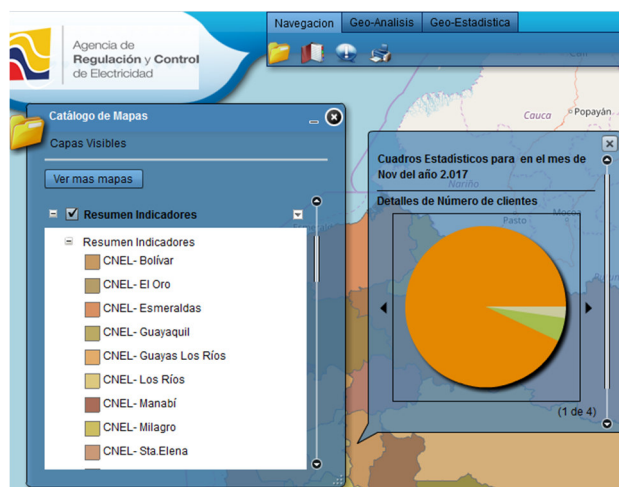 Agencia de
Regulación y Control
de Electricidad
Navegacion Geo-Analisis Geo-Estadistica
Cauca
Popayán
Catálogo de Mapas
Capas Visibles
Ver mas mapas
Resumen Indicadores
Resumen Indicadores
CNEL- Bolívar
CNEL- El Oro
CNEL- Esmeraldas
CNEL- Guayaquil
CNEL- Guayas Los Ríos
CNEL- Los Ríos
CNEL- Manabí
CNEL- Milagro
CNEL- Sta.Elena
Cuadros Estadísticos para en el mes de
Nov del año 2.017
Nariño
Detalles de Número de clientes
Pasto
(1 de 4)